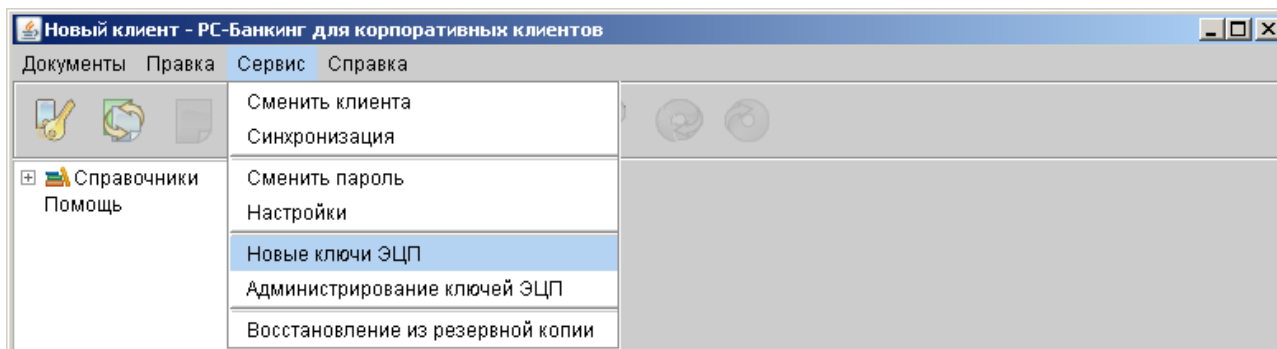 Новый клиент - РС-Банкинг для корпоративных клиентов
Документы Правка Сервис Справка
Сменить клиента
Синхронизация
Справочники
Помощь
Сменить пароль
Настройки
Новые ключи ЭЦП
Администрирование ключей ЭЦП
Восстановление из резервной копии